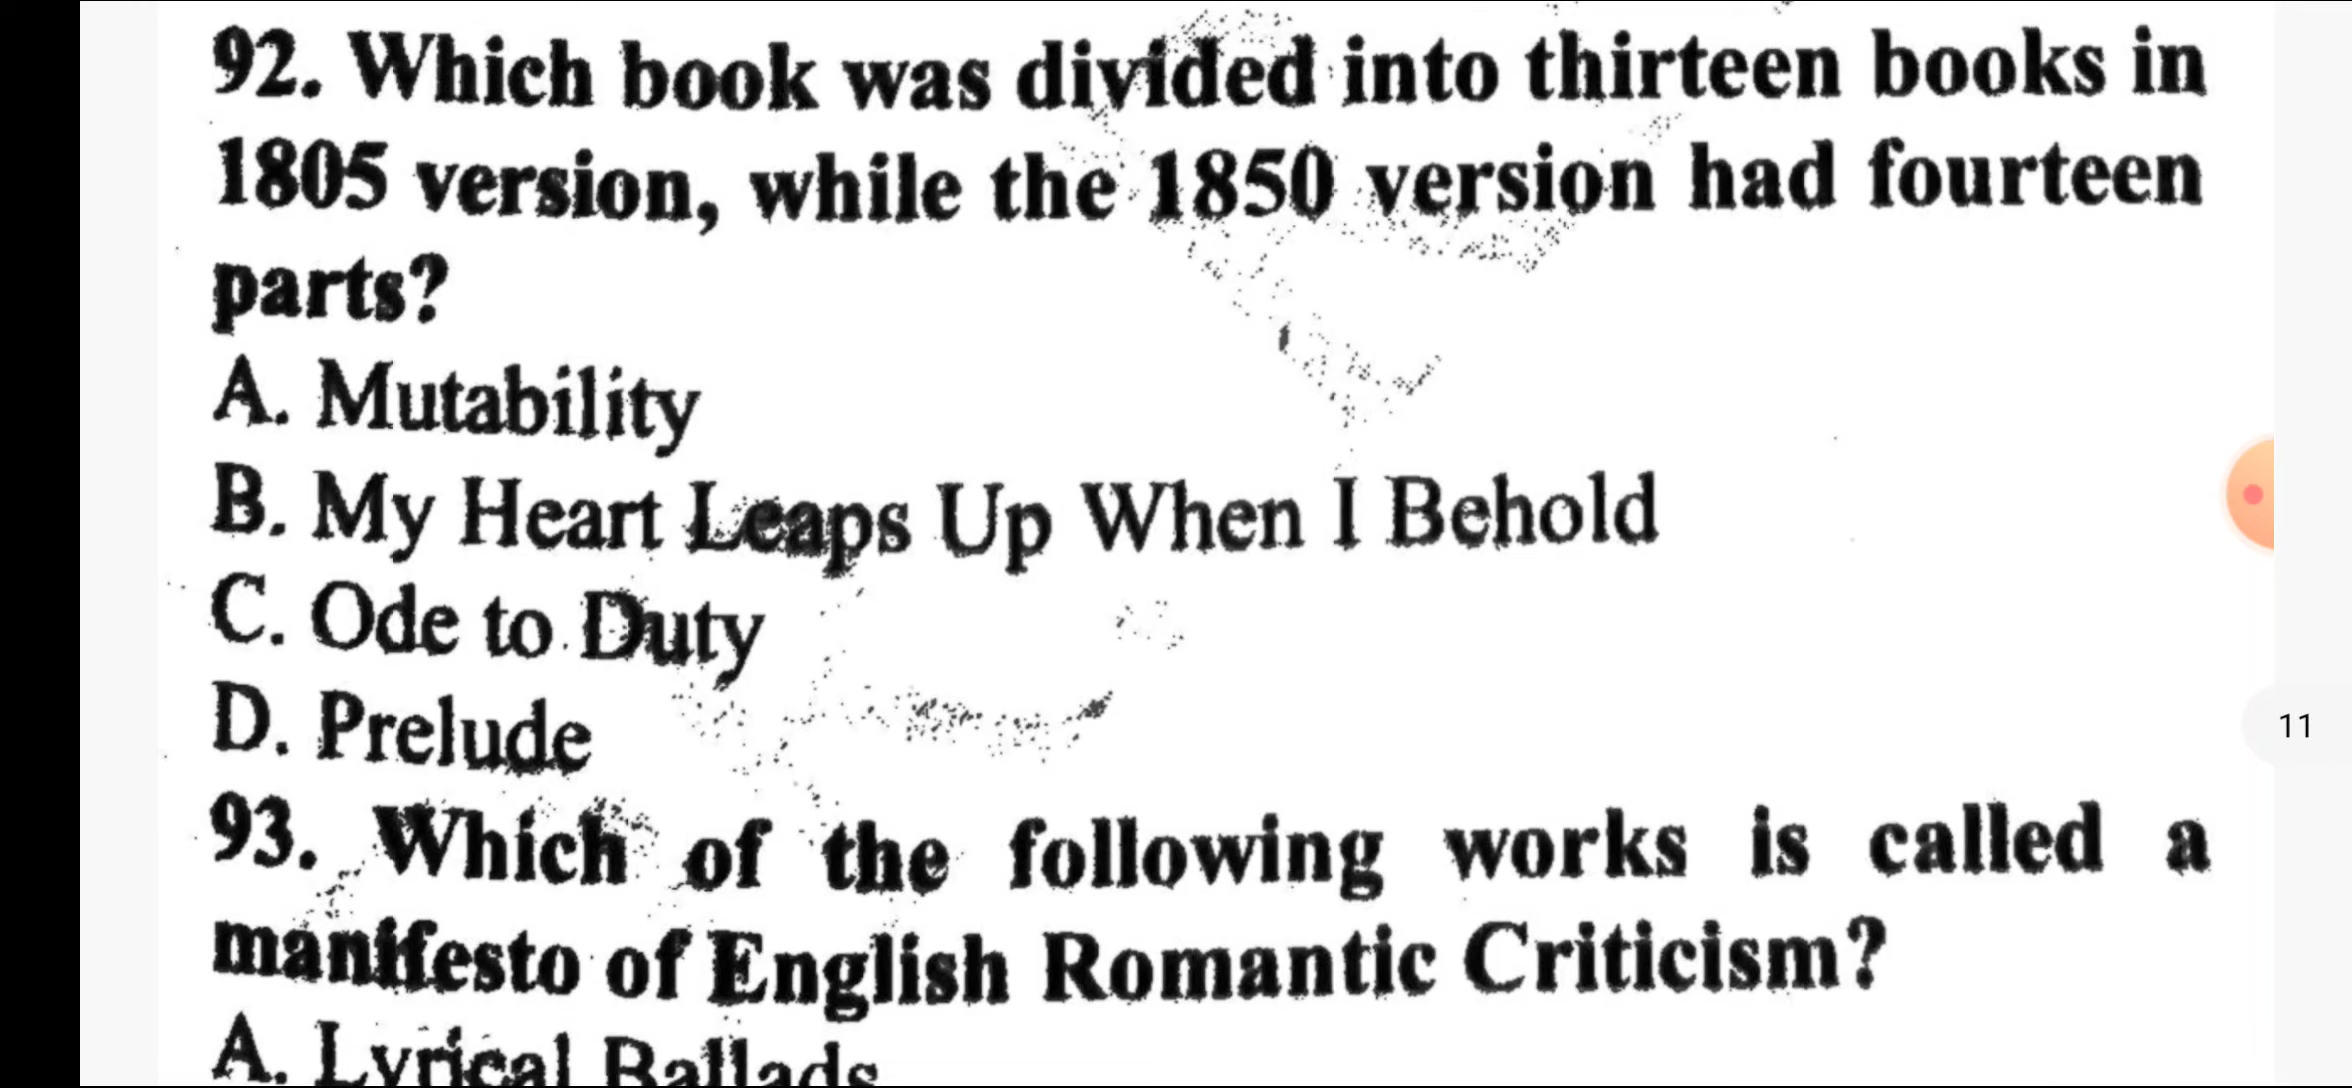 92. Which book was divided into thirteen books in
1805 version, while the 1850 version had fourteen
parts?
A. Mutability
B. My Heart Leaps Up When I Behold
C. Ode to Duty
D. Prelude
11
93. Which of the following works is called a
manifesto of English Romantic Criticism?
A. Lyrical Ballads